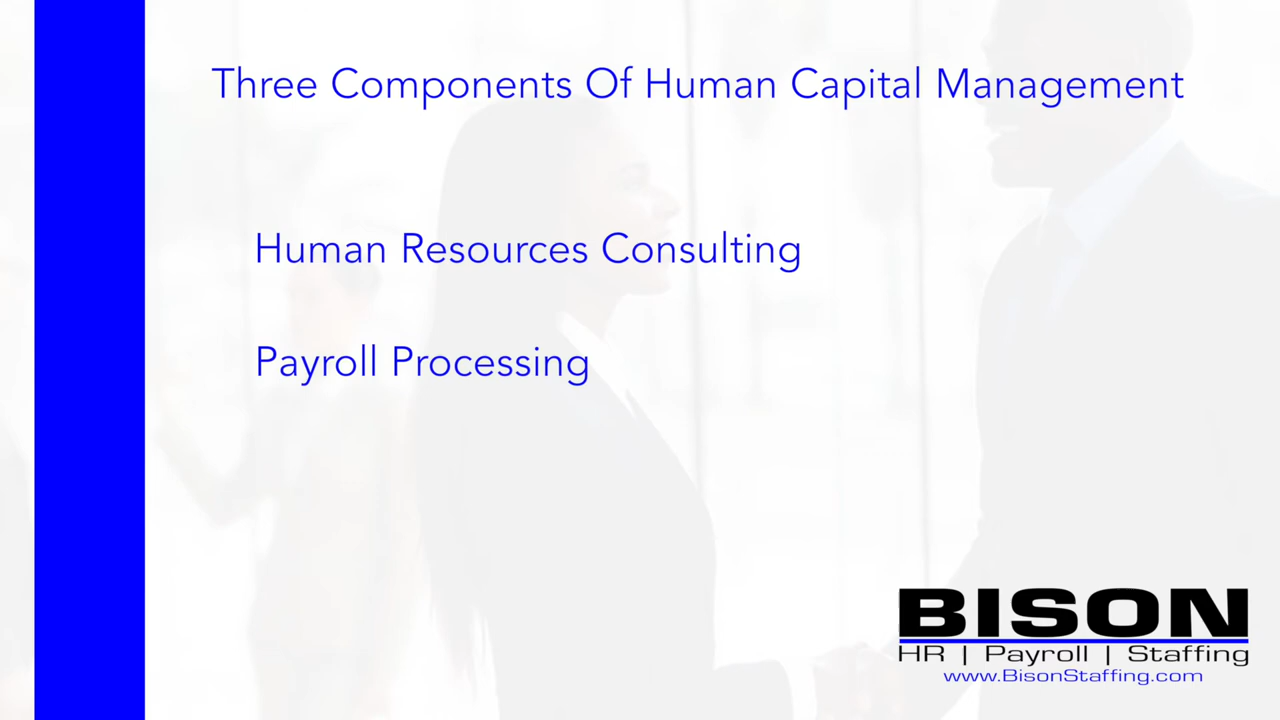 Three Components Of Human Capital Management
Human Resources Consulting
Payroll Processing
BISON
HR | Payroll | Staffing
www.BisonStaffing.com